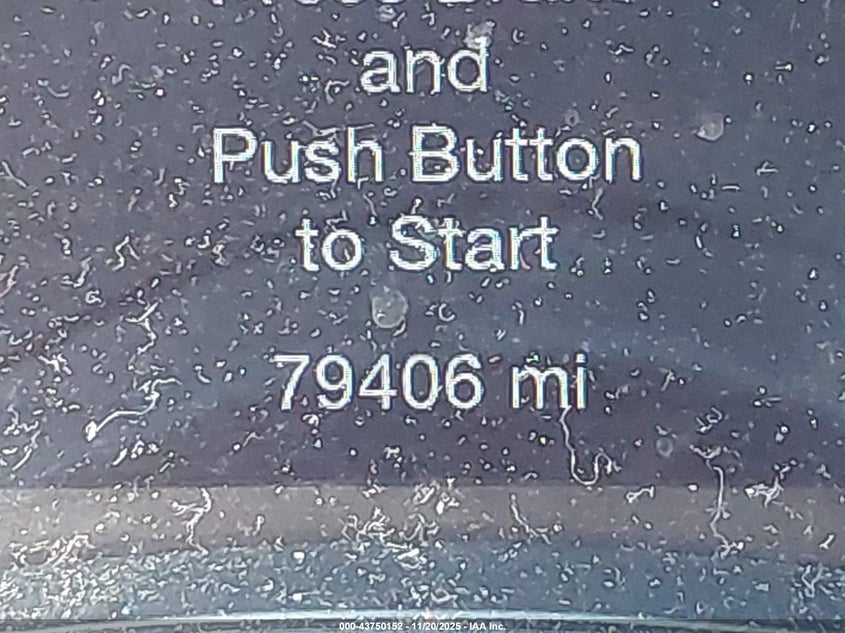 and
Push Button
to Start
79406 mi
000-43750152 - 11/20/2025 - IAA Inc.